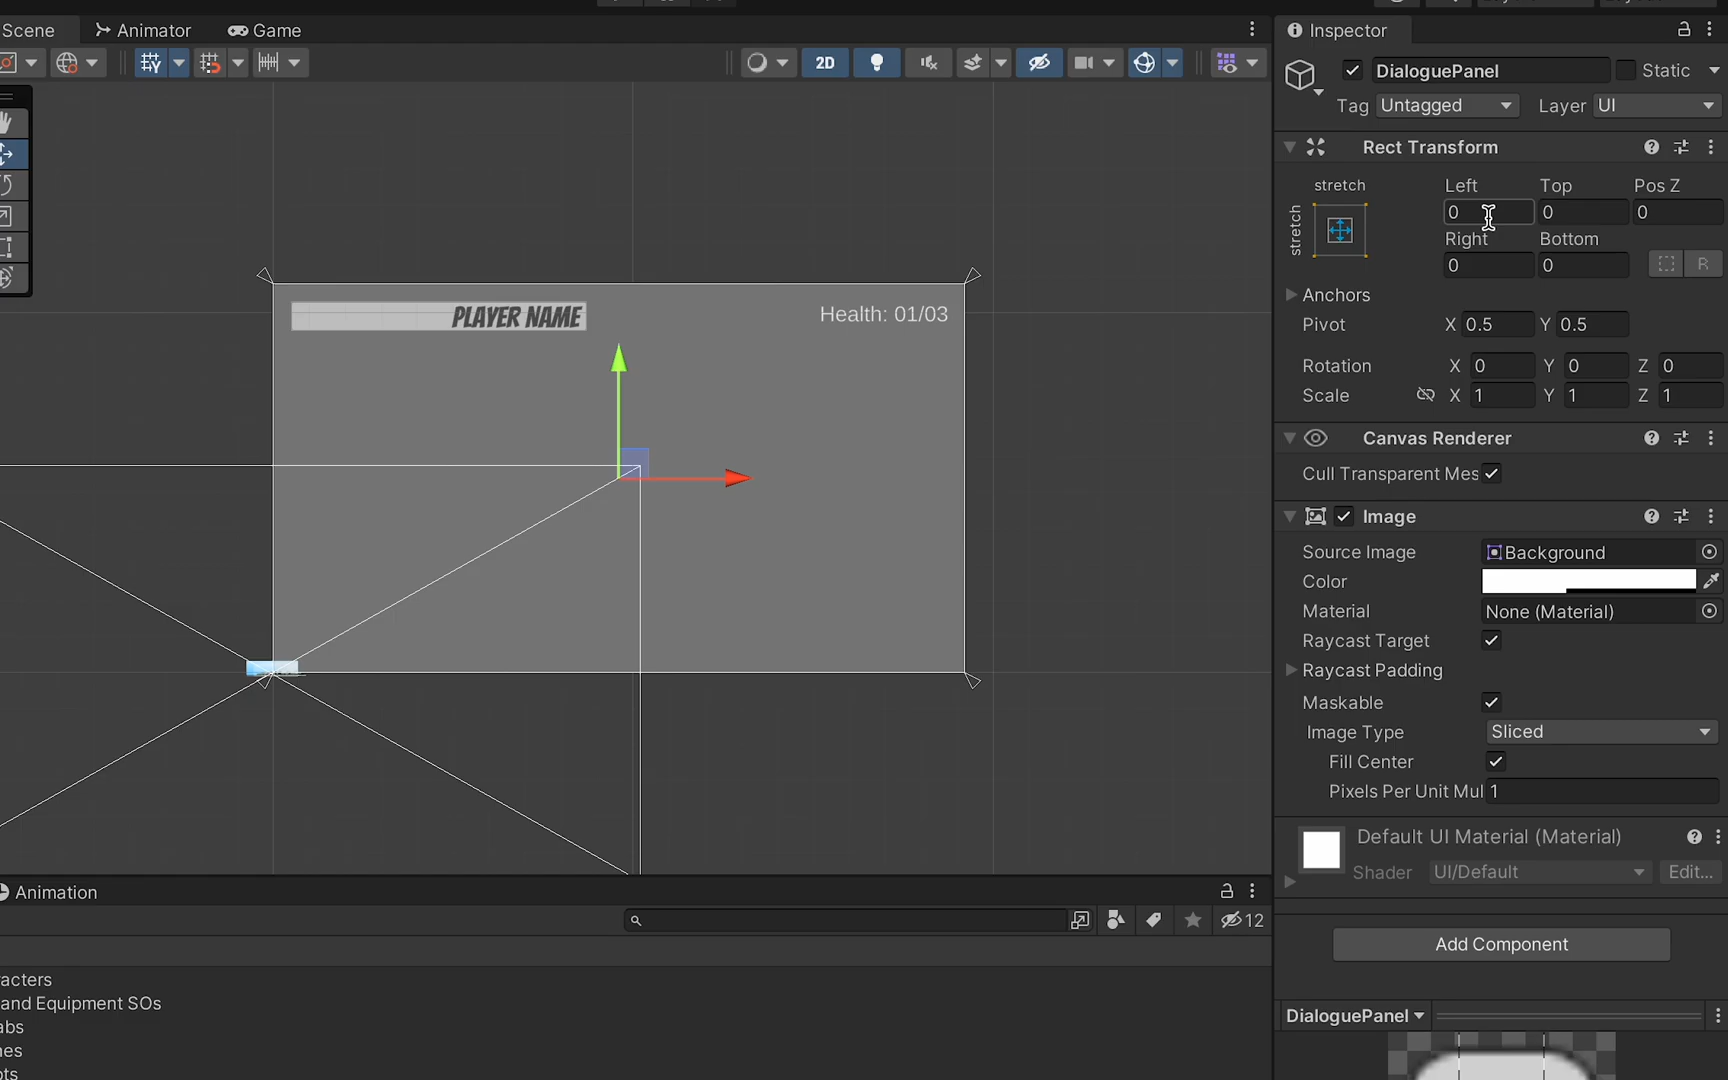 Scene Animator Game
2D
PLAYER NAME
Health: 01/03
Animation
12
acters
and Equipment SOs
abs
nes
pts
Inspector
DialoguePanel Static
Tag Untagged Layer UI
Rect Transform
stretch Left Top Pos Z
stretch
0 0 0
Right Bottom
0 0 R
Anchors
Pivot X 0.5 Y 0.5
Rotation X 0 Y 0 Z 0
Scale X 1 Y 1 Z 1
Canvas Renderer
Cull Transparent Mes
Image
Source Image Background
Color
Material None (Material)
Raycast Target
Raycast Padding
Maskable
Image Type Sliced
Fill Center
Pixels Per Unit Mul 1
Default UI Material (Material)
Shader UI/Default Edit...
Add Component
DialoguePanel